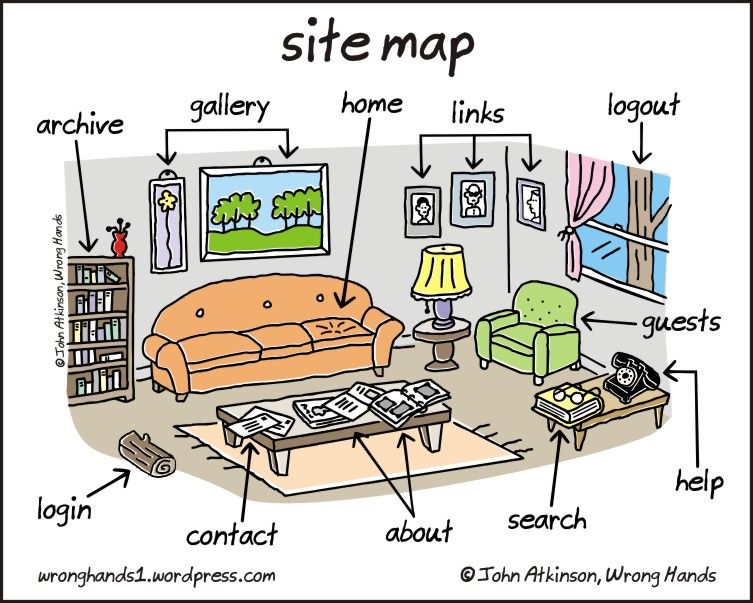 site map
archive
gallery
home
links
logout
guests
help
search
about
contact
login
© John Atkinson, Wrong Hands
wronghands1.wordpress.com
© John Atkinson, Wrong Hands